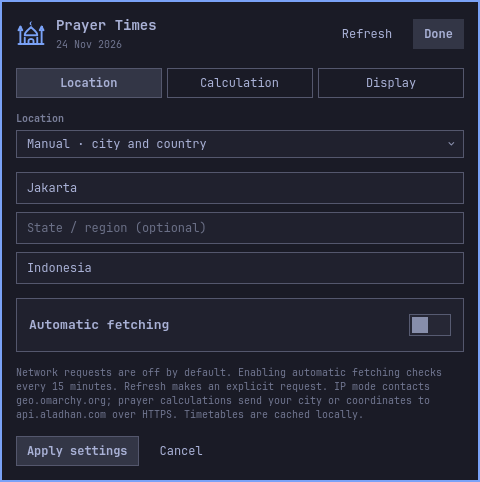 Prayer Times
24 Nov 2026
Refresh
Done
Location
Calculation
Display
Location
Manual · city and country
Jakarta
State / region (optional)
Indonesia
Automatic fetching
Network requests are off by default. Enabling automatic fetching checks
every 15 minutes. Refresh makes an explicit request. IP mode contacts
geo.omarchy.org; prayer calculations send your city or coordinates to
api.aladhan.com over HTTPS. Timetables are cached locally.
Apply settings
Cancel